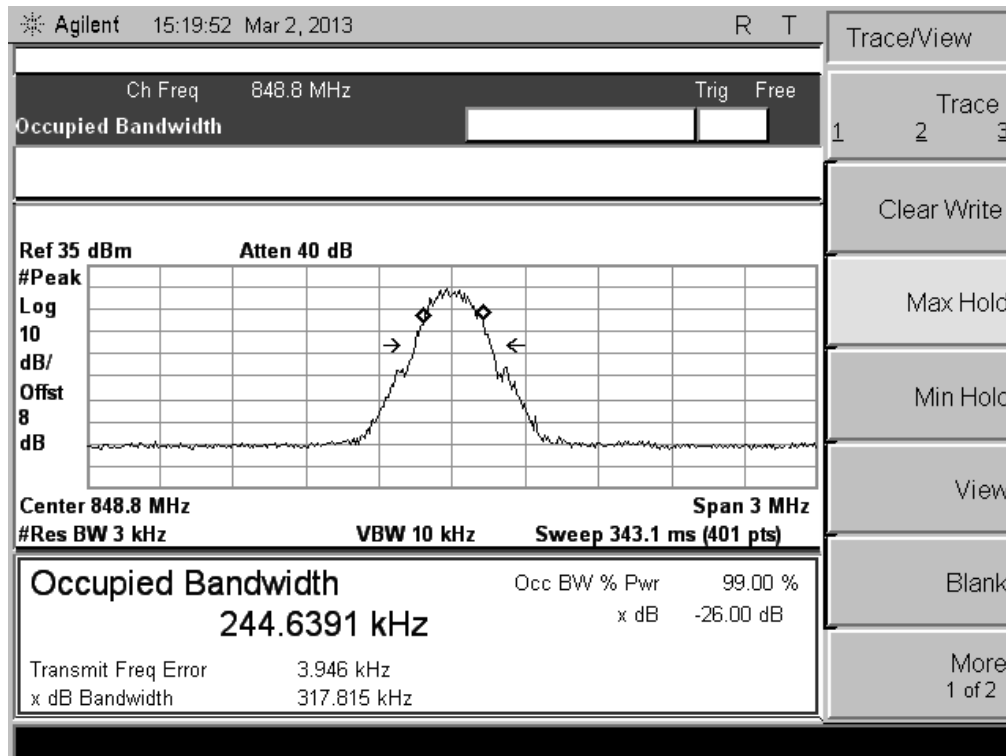 Agilent 15:19:52 Mar 2, 2013 R T
Trace/View
Ch Freq 848.8 MHz Trig Free
Occupied Bandwidth
Trace
1 2 3
Clear Write
Max Hold
Min Hold
View
Blank
More
1 of 2
Ref 35 dBm Atten 40 dB
#Peak
Log
10
dB/
Offst
8
dB
Center 848.8 MHz Span 3 MHz
#Res BW 3 kHz VBW 10 kHz Sweep 343.1 ms (401 pts)
Occupied Bandwidth Occ BW % Pwr 99.00 %
244.6391 kHz x dB -26.00 dB
Transmit Freq Error 3.946 kHz
x dB Bandwidth 317.815 kHz